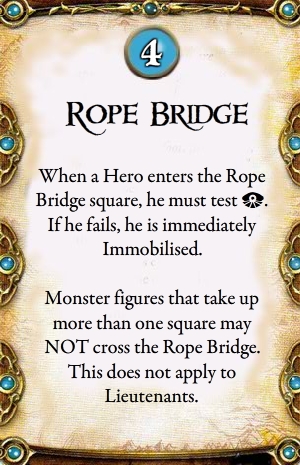 4
Rope Bridge
When a Hero enters the Rope
Bridge square, he must test .
If he fails, he is immediately
Immobilised.
Monster figures that take up
more than one square may
NOT cross the Rope Bridge.
This does not apply to
Lieutenants.